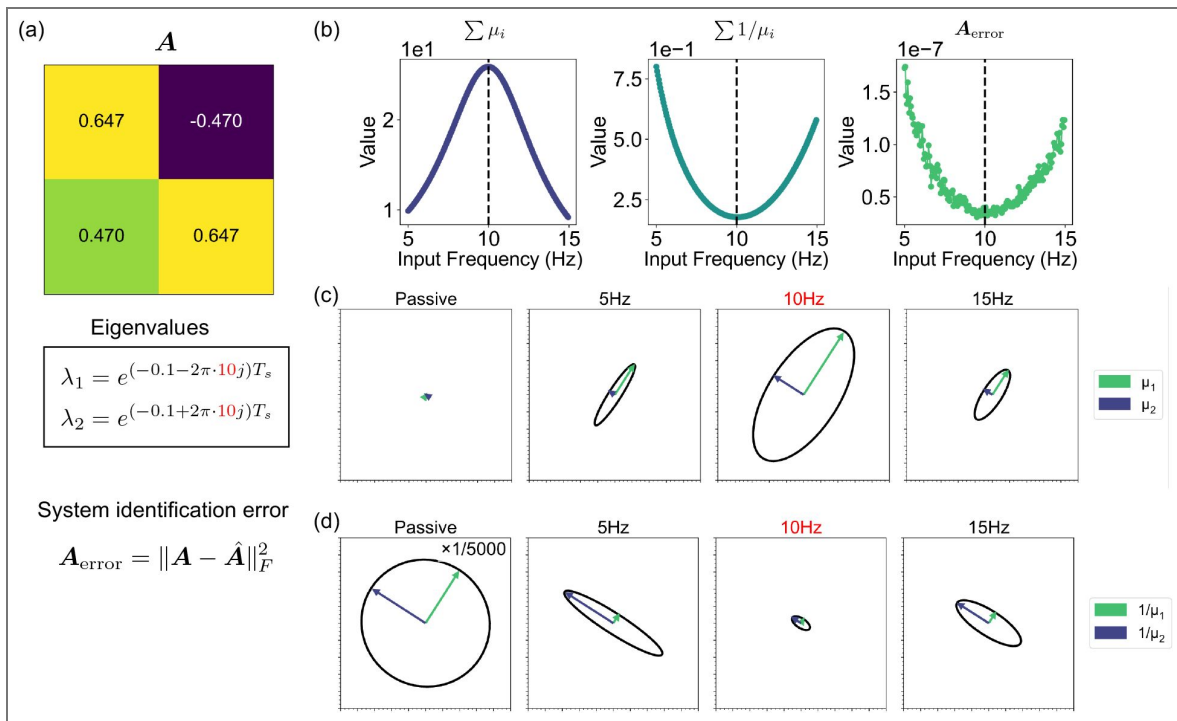 (a)
A
0.647 -0.470
0.470 0.647
Eigenvalues
λ₁ = e^{(−0.1−2π·10j)T_s}
λ₂ = e^{(−0.1+2π·10j)T_s}
System identification error
A_error = ‖A − Â‖²_F
(b)
∑ μ_i
1e1
2
1
Value
5 10 15
Input Frequency (Hz)
∑ 1/μ_i
1e−1
7.5
5.0
2.5
Value
5 10 15
Input Frequency (Hz)
A_error
1e−7
1.5
1.0
0.5
Value
5 10 15
Input Frequency (Hz)
(c)
Passive 5Hz 10Hz 15Hz
μ₁
μ₂
(d)
Passive 5Hz 10Hz 15Hz
×1/5000
1/μ₁
1/μ₂